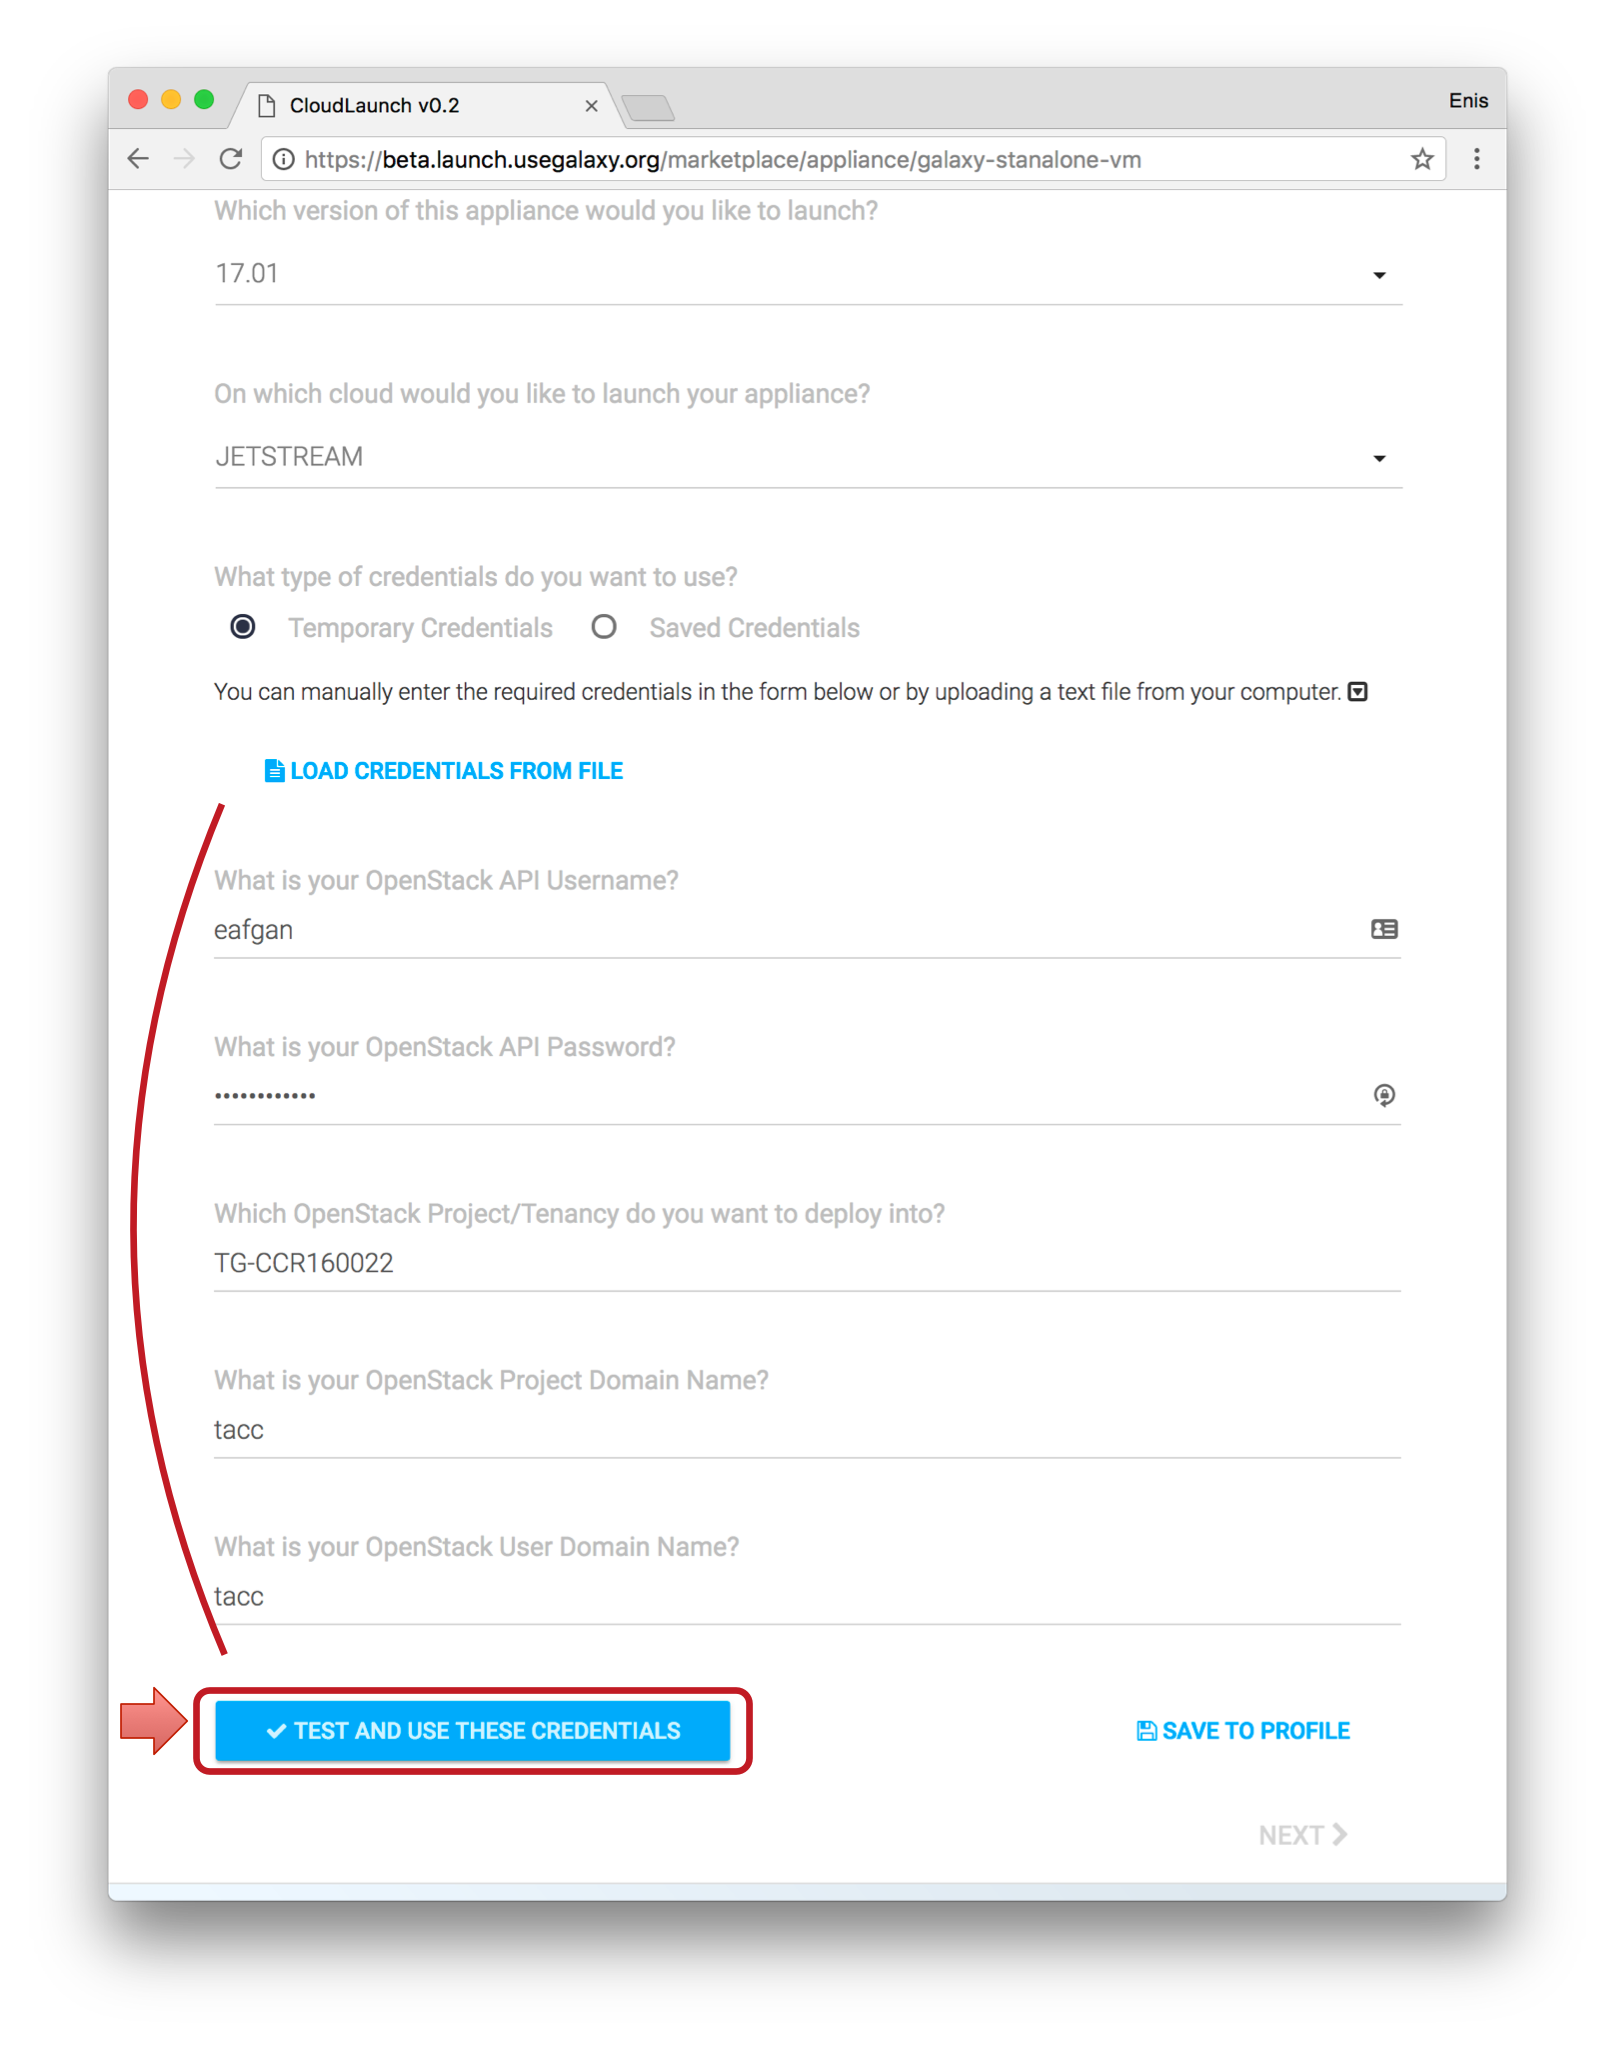 CloudLaunch v0.2
Enis
https://beta.launch.usegalaxy.org/marketplace/appliance/galaxy-stanalone-vm
Which version of this appliance would you like to launch?
17.01
On which cloud would you like to launch your appliance?
JETSTREAM
What type of credentials do you want to use?
Temporary Credentials Saved Credentials
You can manually enter the required credentials in the form below or by uploading a text file from your computer.
LOAD CREDENTIALS FROM FILE
What is your OpenStack API Username?
eafgan
What is your OpenStack API Password?
••••••••••••
Which OpenStack Project/Tenancy do you want to deploy into?
TG-CCR160022
What is your OpenStack Project Domain Name?
tacc
What is your OpenStack User Domain Name?
tacc
TEST AND USE THESE CREDENTIALS
SAVE TO PROFILE
NEXT